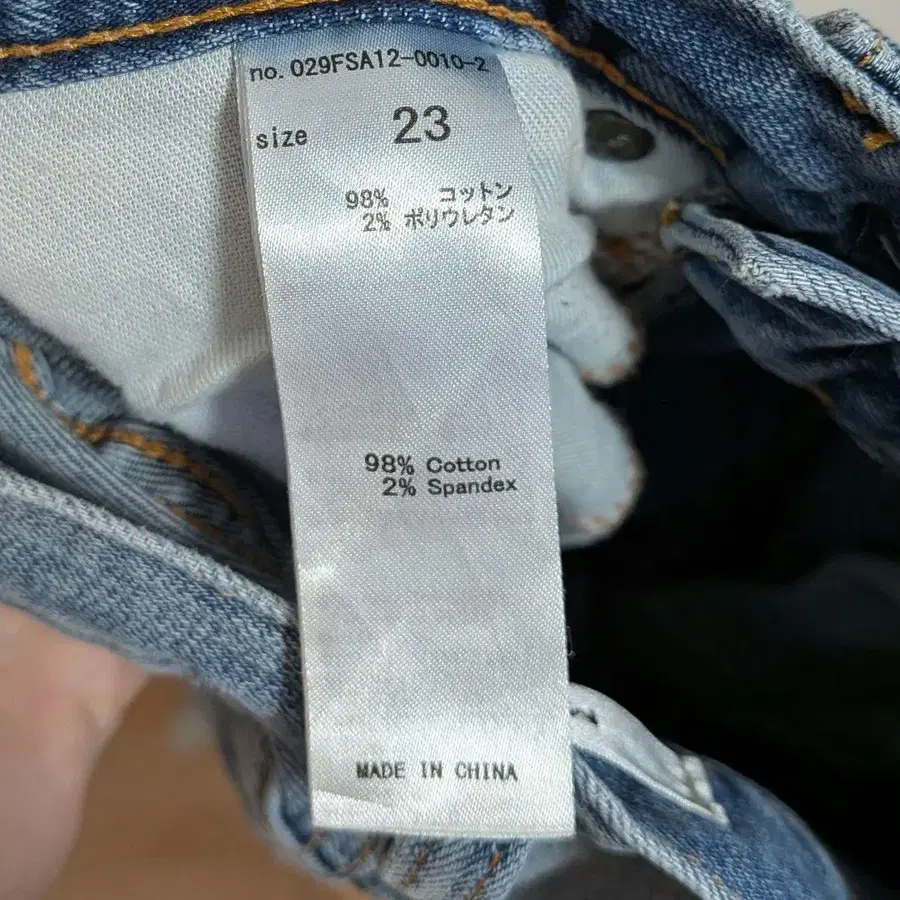 no. 029FSA12-0010-2
size 23
98% コットン
2% ポリウレタン
98% Cotton
2% Spandex
MADE IN CHINA